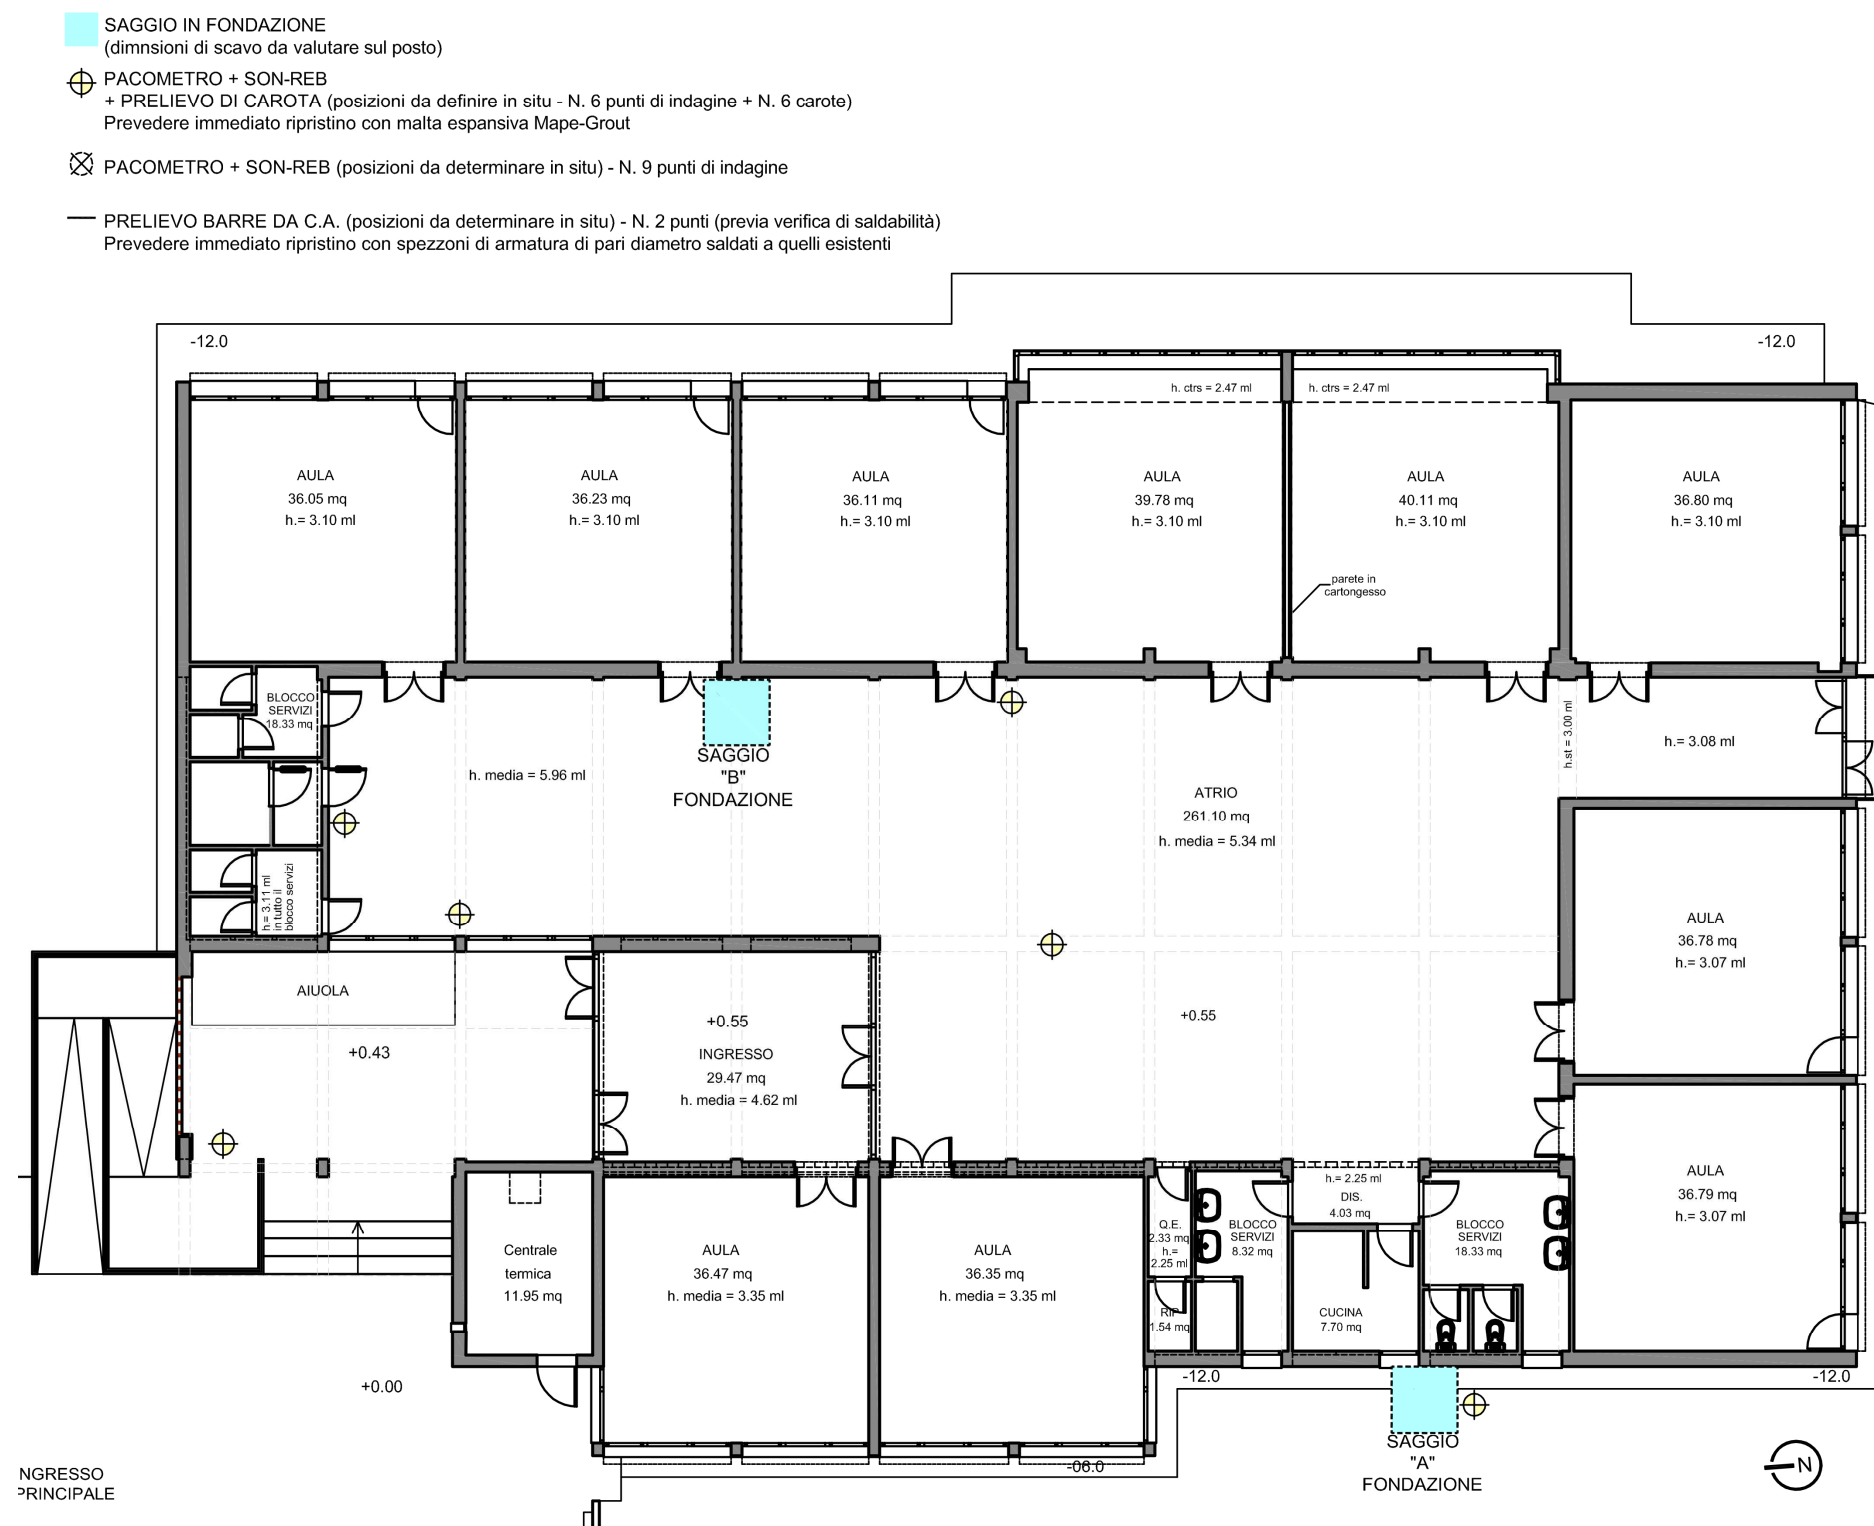 SAGGIO IN FONDAZIONE
(dimnsioni di scavo da valutare sul posto)
PACOMETRO + SON-REB
+ PRELIEVO DI CAROTA (posizioni da definire in situ - N. 6 punti di indagine + N. 6 carote)
Prevedere immediato ripristino con malta espansiva Mape-Grout
PACOMETRO + SON-REB (posizioni da determinare in situ) - N. 9 punti di indagine
PRELIEVO BARRE DA C.A. (posizioni da determinare in situ) - N. 2 punti (previa verifica di saldabilità)
Prevedere immediato ripristino con spezzoni di armatura di pari diametro saldati a quelli esistenti
-12.0
-12.0
h. ctrs = 2.47 ml
h. ctrs = 2.47 ml
AULA
36.05 mq
h.= 3.10 ml
AULA
36.23 mq
h.= 3.10 ml
AULA
36.11 mq
h.= 3.10 ml
AULA
39.78 mq
h.= 3.10 ml
AULA
40.11 mq
h.= 3.10 ml
AULA
36.80 mq
h.= 3.10 ml
parete in
cartongesso
BLOCCO
SERVIZI
18.33 mq
h. media = 5.96 ml
SAGGIO
"B"
FONDAZIONE
ATRIO
261.10 mq
h. media = 5.34 ml
h.st = 3.00 ml
h.= 3.08 ml
h.= 3.11 ml
in tutto il
blocco servizi
AULA
36.78 mq
h.= 3.07 ml
AIUOLA
+0.43
+0.55
INGRESSO
29.47 mq
h. media = 4.62 ml
+0.55
AULA
36.79 mq
h.= 3.07 ml
Centrale
termica
11.95 mq
AULA
36.47 mq
h. media = 3.35 ml
AULA
36.35 mq
h. media = 3.35 ml
Q.E.
2.33 mq
h.=
2.25 ml
RIP.
1.54 mq
BLOCCO
SERVIZI
8.32 mq
h.= 2.25 ml
DIS.
4.03 mq
CUCINA
7.70 mq
BLOCCO
SERVIZI
18.33 mq
+0.00
-12.0
-12.0
-06.0
SAGGIO
"A"
FONDAZIONE
NGRESSO
PRINCIPALE
N